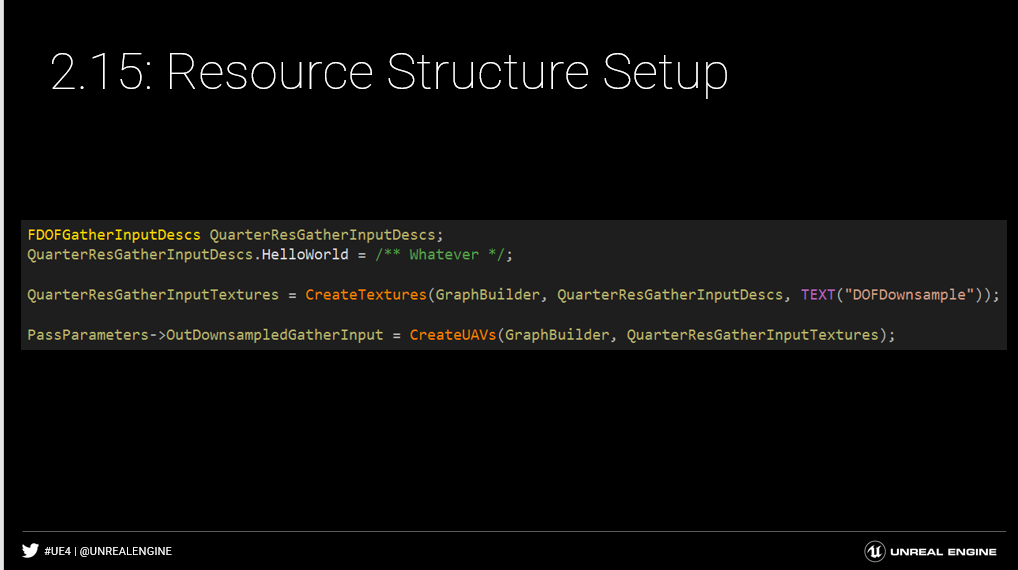 2.15: Resource Structure Setup
FDOFGatherInputDescs QuarterResGatherInputDescs;
QuarterResGatherInputDescs.HelloWorld = /** Whatever */;
QuarterResGatherInputTextures = CreateTextures(GraphBuilder, QuarterResGatherInputDescs, TEXT("DOFDownsample"));
PassParameters->OutDownsampledGatherInput = CreateUAVs(GraphBuilder, QuarterResGatherInputTextures);
#UE4 | @UNREALENGINE
UNREAL ENGINE